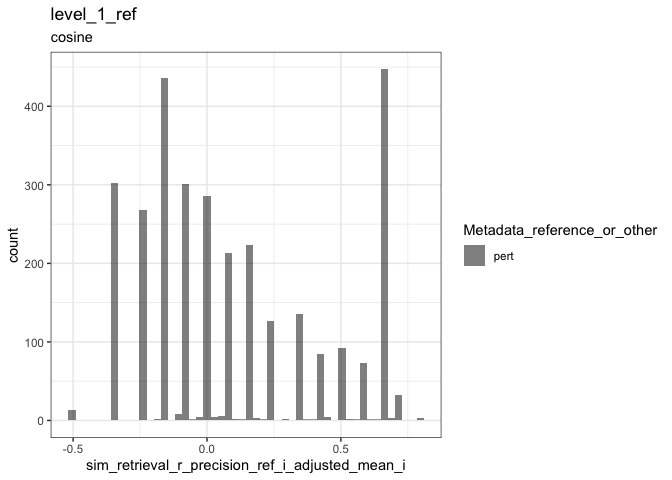 level_1_ref
cosine
400
300
200
100
0
count
-0.5
0.0
0.5
sim_retrieval_r_precision_ref_i_adjusted_mean_i
Metadata_reference_or_other
pert